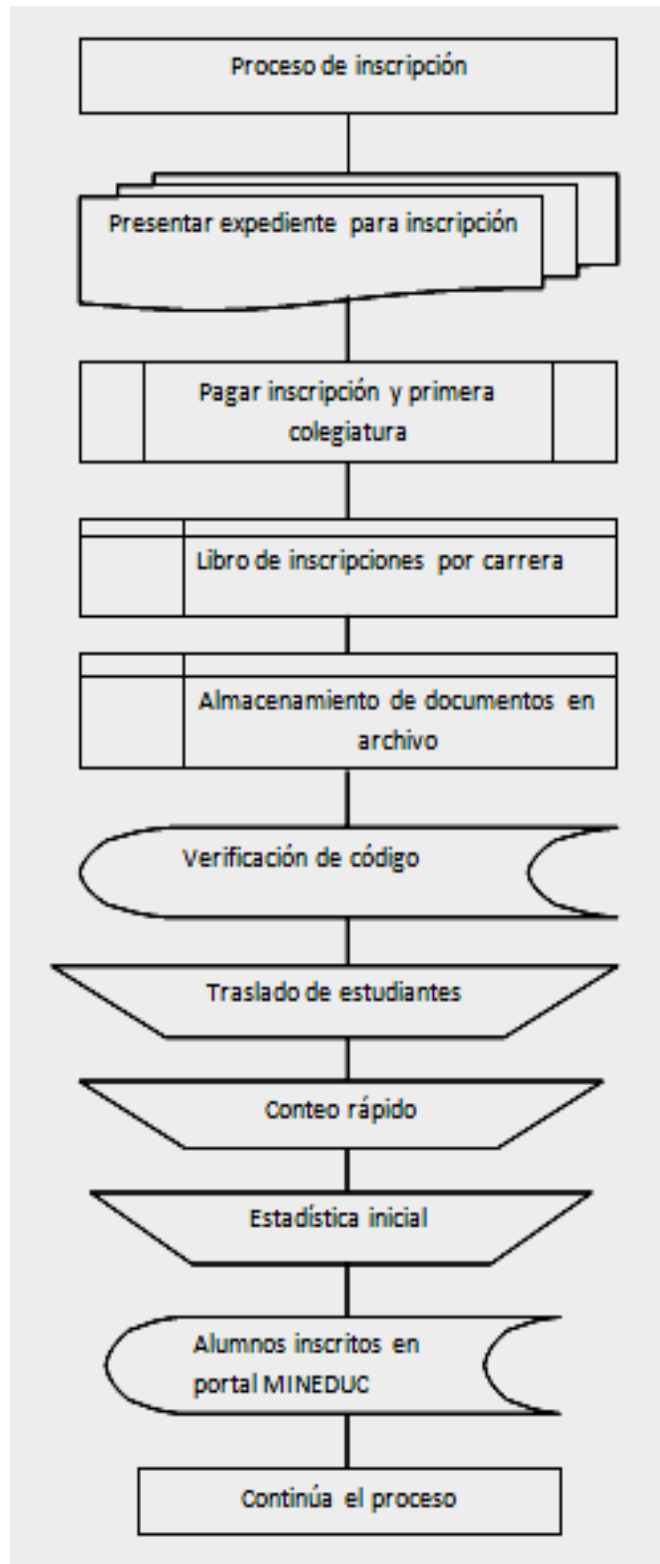 Proceso de inscripción
Presentar expediente para inscripción
Pagar inscripción y primera
colegiatura
Libro de inscripciones por carrera
Almacenamiento de documentos en
archivo
Verificación de código
Traslado de estudiantes
Conteo rápido
Estadística inicial
Alumnos inscritos en
portal MINEDUC
Continúa el proceso